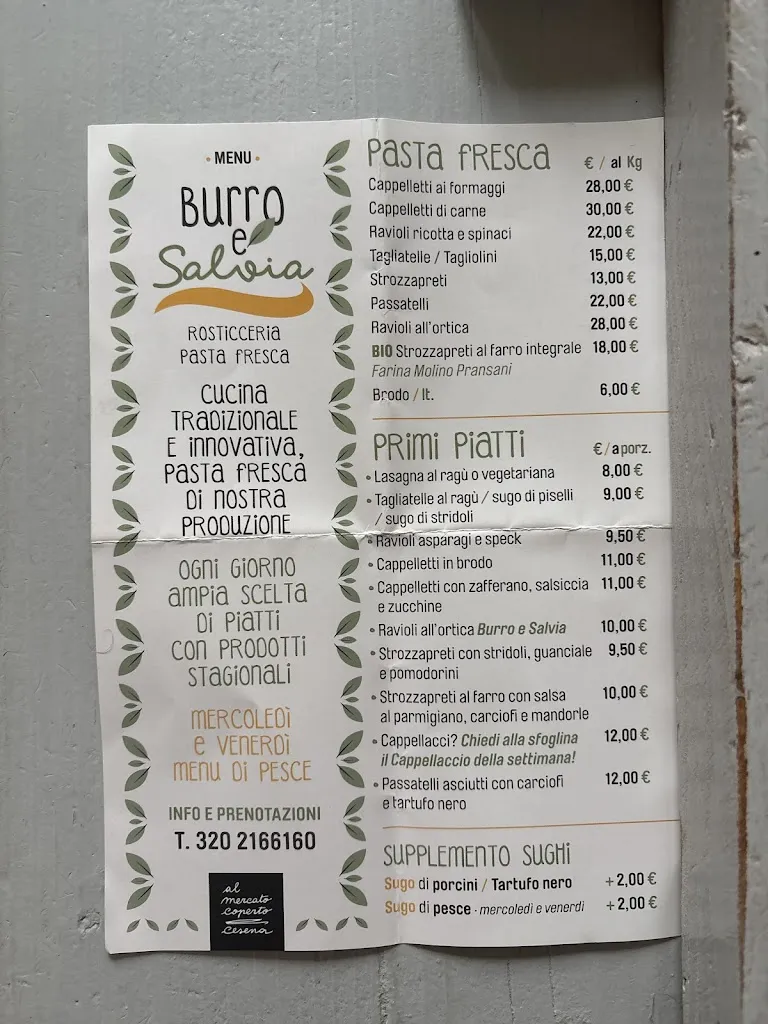 · MENU ·
BURRO
e
Salvia
ROSTICCERIA
PASTA FRESCA
CUCINA
TRADIZIONALE
E INNOVATIVA,
PASTA FRESCA
DI NOSTRA
PRODUZIONE
OGNI GIORNO
AMPIA SCELTA
DI PIATTI
CON PRODOTTI
STAGIONALI
MERCOLEDÌ
E VENERDÌ
MENU DI PESCE
INFO E PRENOTAZIONI
T. 320 2166160
al
mercato
coperto
cesena
PASTA FRESCA € / al Kg
Cappelletti ai formaggi 28,00 €
Cappelletti di carne 30,00 €
Ravioli ricotta e spinaci 22,00 €
Tagliatelle / Tagliolini 15,00 €
Strozzapreti 13,00 €
Passatelli 22,00 €
Ravioli all'ortica 28,00 €
BIO Strozzapreti al farro integrale 18,00 €
Farina Molino Pransani
Brodo / lt. 6,00 €
PRIMI PIATTI € / a porz.
• Lasagna al ragù o vegetariana 8,00 €
• Tagliatelle al ragù / sugo di piselli 9,00 €
/ sugo di stridoli
• Ravioli asparagi e speck 9,50 €
• Cappelletti in brodo 11,00 €
• Cappelletti con zafferano, salsiccia 11,00 €
e zucchine
• Ravioli all'ortica Burro e Salvia 10,00 €
• Strozzapreti con stridoli, guanciale 9,50 €
e pomodorini
• Strozzapreti al farro con salsa 10,00 €
al parmigiano, carciofi e mandorle
• Cappellacci? Chiedi alla sfoglina 12,00 €
il Cappellaccio della settimana!
• Passatelli asciutti con carciofi 12,00 €
e tartufo nero
SUPPLEMENTO SUGHI
Sugo di porcini / Tartufo nero +2,00 €
Sugo di pesce · mercoledì e venerdì +2,00 €